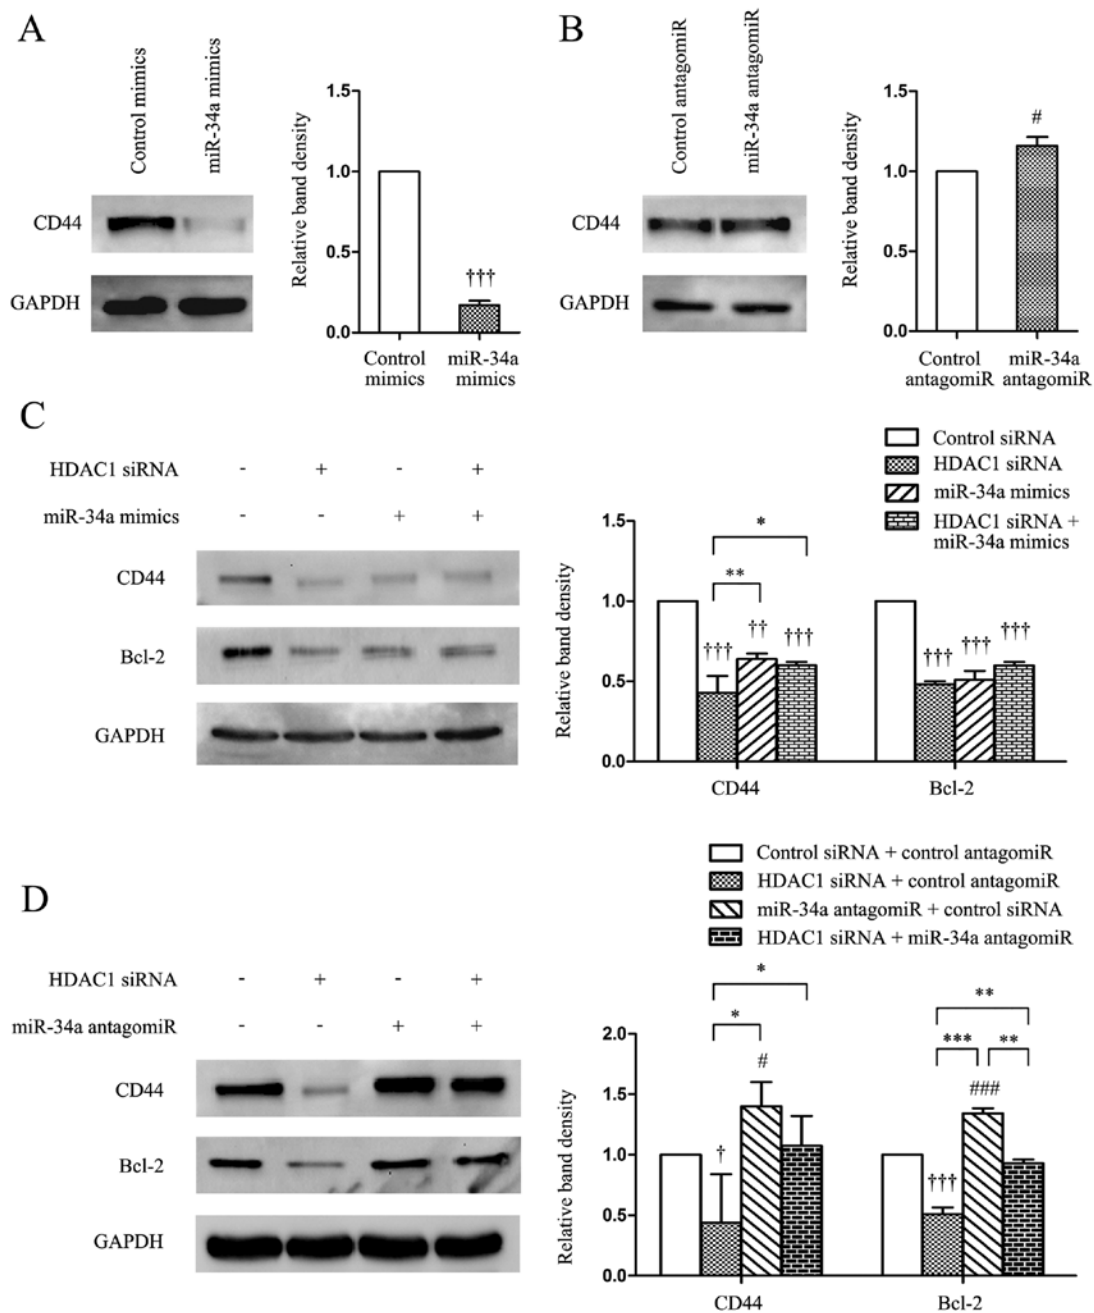 A
Control mimics
miR-34a mimics
CD44
GAPDH
Relative band density
1.5
1.0
0.5
0.0
†††
Control
mimics
miR-34a
mimics
B
Control antagomiR
miR-34a antagomiR
CD44
GAPDH
Relative band density
1.5
1.0
0.5
0.0
#
Control
antagomiR
miR-34a
antagomiR
C
HDAC1 siRNA - + - +
miR-34a mimics - - + +
CD44
Bcl-2
GAPDH
Control siRNA
HDAC1 siRNA
miR-34a mimics
HDAC1 siRNA +
miR-34a mimics
Relative band density
1.5
1.0
0.5
0.0
*
**
††† †† †††
††† ††† †††
CD44 Bcl-2
D
HDAC1 siRNA - + - +
miR-34a antagomiR - - + +
CD44
Bcl-2
GAPDH
Control siRNA + control antagomiR
HDAC1 siRNA + control antagomiR
miR-34a antagomiR + control siRNA
HDAC1 siRNA + miR-34a antagomiR
Relative band density
2.0
1.5
1.0
0.5
0.0
*
*
#
†
**
*** **
###
†††
CD44 Bcl-2